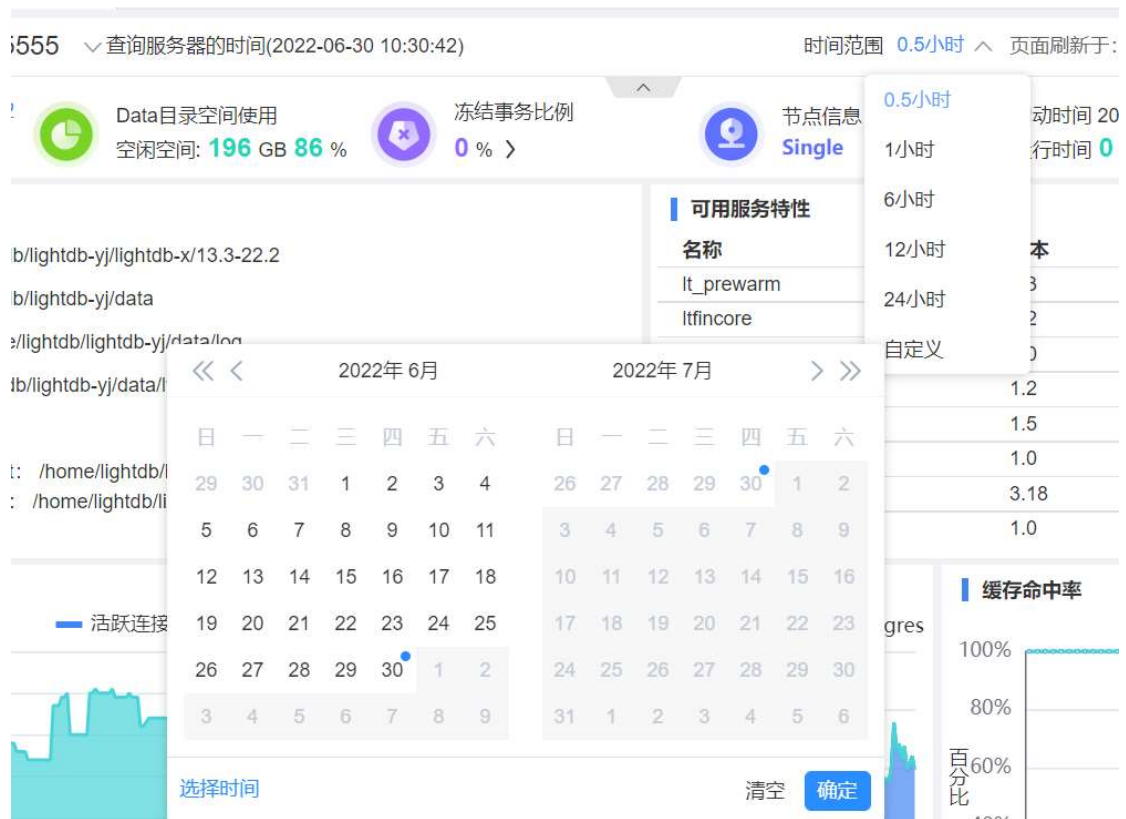 5555 查询服务器的时间(2022-06-30 10:30:42) 时间范围 0.5小时 页面刷新于:
Data目录空间使用 冻结事务比例 节点信息 动时间 20
空闲空间: 196 GB 86 % 0 % Single 行时间 0
0.5小时
1小时
6小时
12小时
24小时
自定义
可用服务特性
名称 本
lt_prewarm
ltfincore
1.2
1.5
1.0
3.18
1.0
b/lightdb-yj/lightdb-x/13.3-22.2
b/lightdb-yj/data
e/lightdb/lightdb-yj/data/log
db/lightdb-yj/data/l
t: /home/lightdb/l
: /home/lightdb/li
2022年 6月 2022年 7月
日 一 二 三 四 五 六 日 一 二 三 四 五 六
29 30 31 1 2 3 4 26 27 28 29 30 1 2
5 6 7 8 9 10 11 3 4 5 6 7 8 9
12 13 14 15 16 17 18 10 11 12 13 14 15 16
19 20 21 22 23 24 25 17 18 19 20 21 22 23
26 27 28 29 30 1 2 24 25 26 27 28 29 30
3 4 5 6 7 8 9 31 1 2 3 4 5 6
选择时间 清空 确定
活跃连接
gres
缓存命中率
100%
80%
60%
百分比